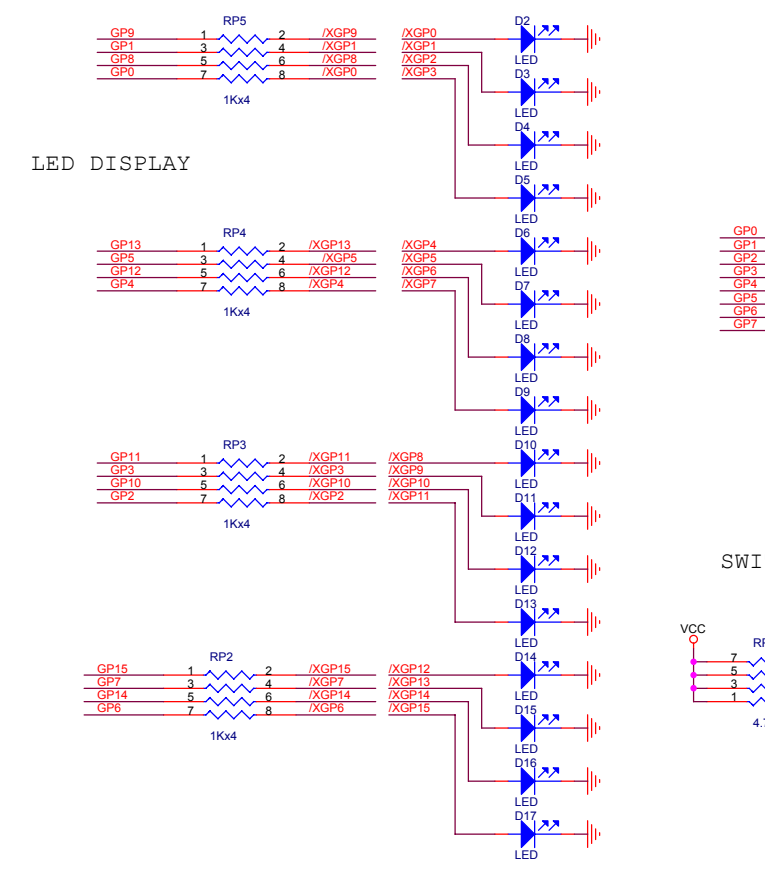 RP5
GP9 1 2 /XGP9
GP1 3 4 /XGP1
GP8 5 6 /XGP8
GP0 7 8 /XGP0
1Kx4
/XGP0
/XGP1
/XGP2
/XGP3
D2
LED
D3
LED
D4
LED
D5
LED
LED DISPLAY
RP4
GP13 1 2 /XGP13
GP5 3 4 /XGP5
GP12 5 6 /XGP12
GP4 7 8 /XGP4
1Kx4
/XGP4
/XGP5
/XGP6
/XGP7
D6
LED
D7
LED
D8
LED
D9
LED
RP3
GP11 1 2 /XGP11
GP3 3 4 /XGP3
GP10 5 6 /XGP10
GP2 7 8 /XGP2
1Kx4
/XGP8
/XGP9
/XGP10
/XGP11
D10
LED
D11
LED
D12
LED
D13
LED
RP2
GP15 1 2 /XGP15
GP7 3 4 /XGP7
GP14 5 6 /XGP14
GP6 7 8 /XGP6
1Kx4
/XGP12
/XGP13
/XGP14
/XGP15
D14
LED
D15
LED
D16
LED
D17
LED
GP0
GP1
GP2
GP3
GP4
GP5
GP6
GP7
SWI
VCC
7
5
3
1